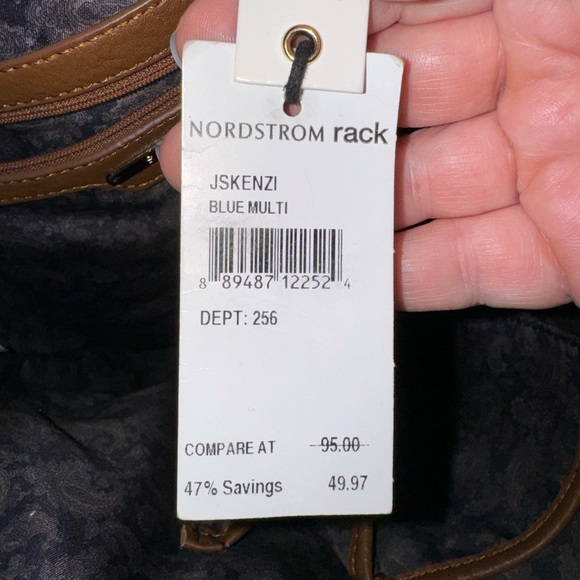 NORDSTROM rack
JSKENZI
BLUE MULTI
8 89487 12252 4
DEPT: 256
COMPARE AT 95.00
47% Savings 49.97